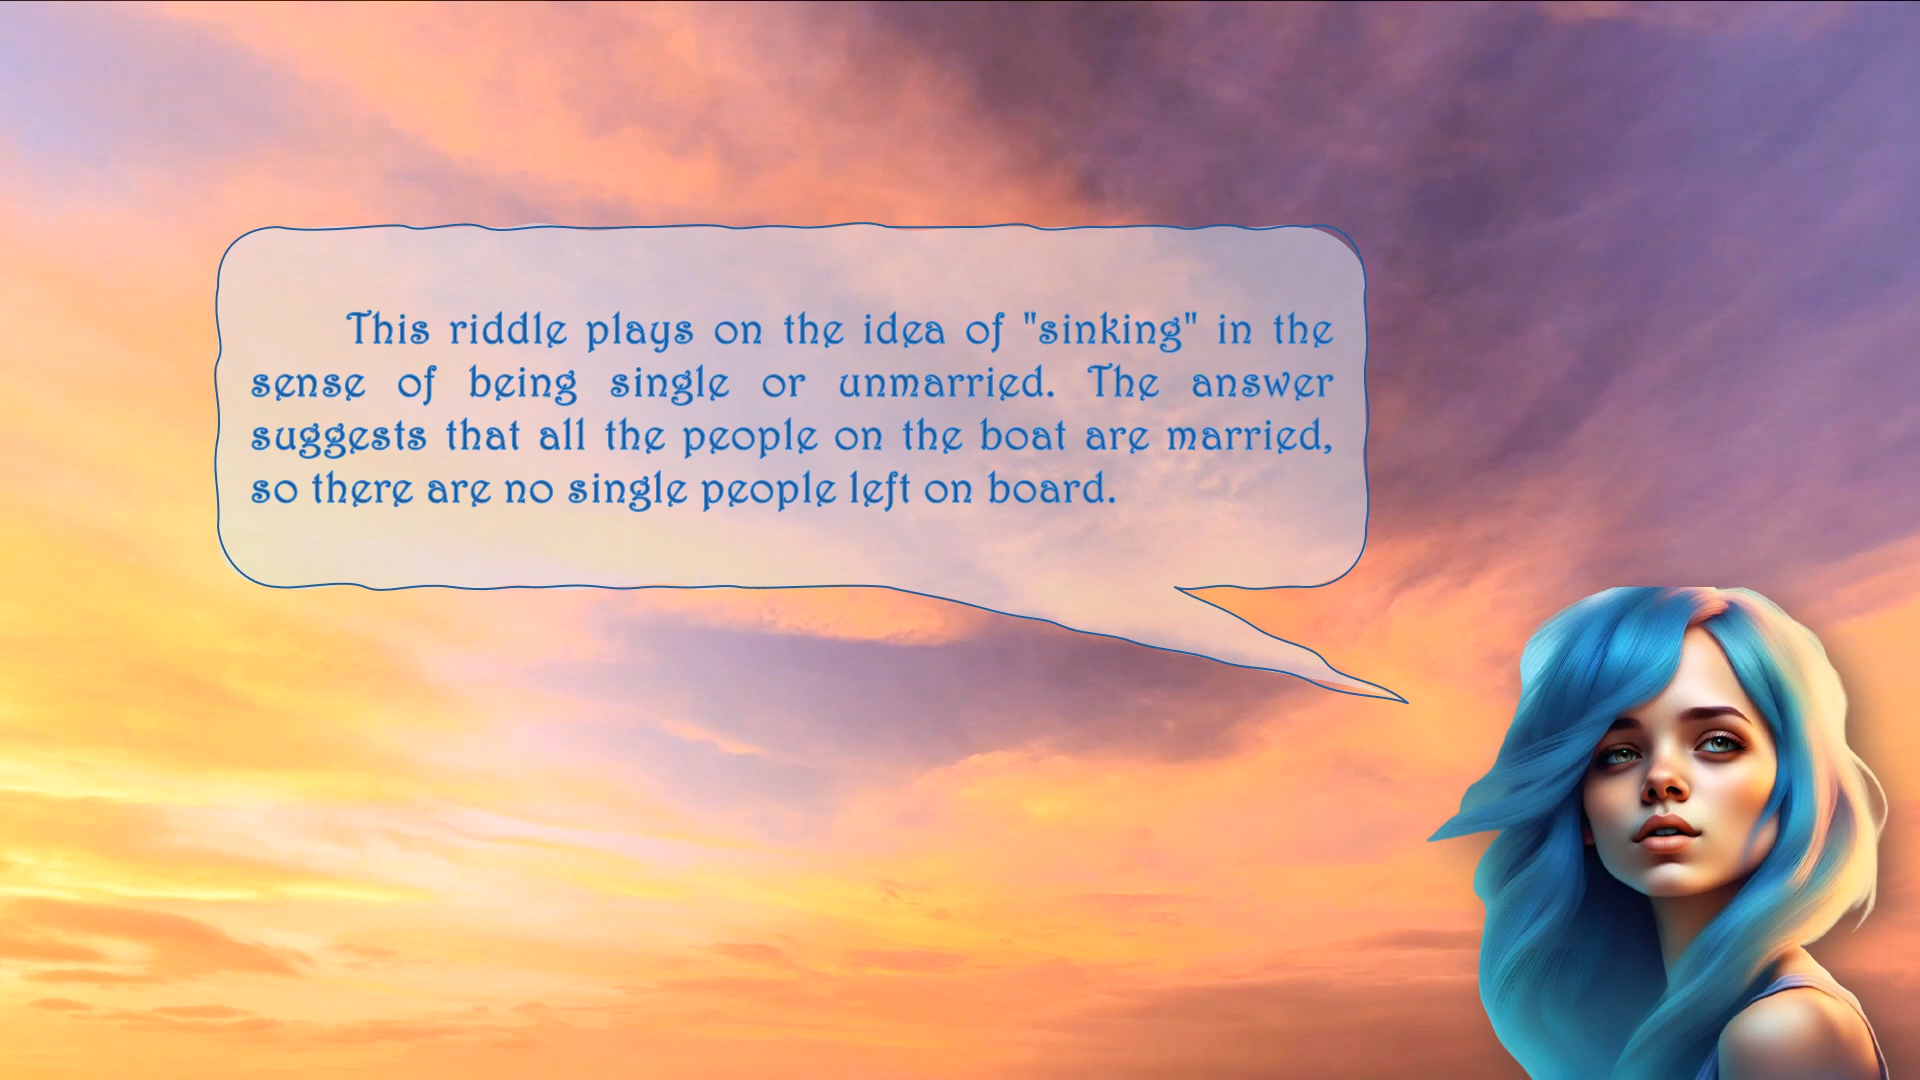 This riddle plays on the idea of "sinking" in the
sense of being single or unmarried. The answer
suggests that all the people on the boat are married,
so there are no single people left on board.